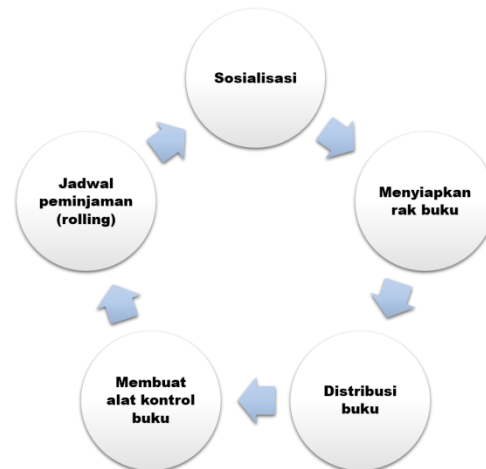 Sosialisasi
Menyiapkan
rak buku
Distribusi
buku
Membuat
alat kontrol
buku
Jadwal
peminjaman
(rolling)